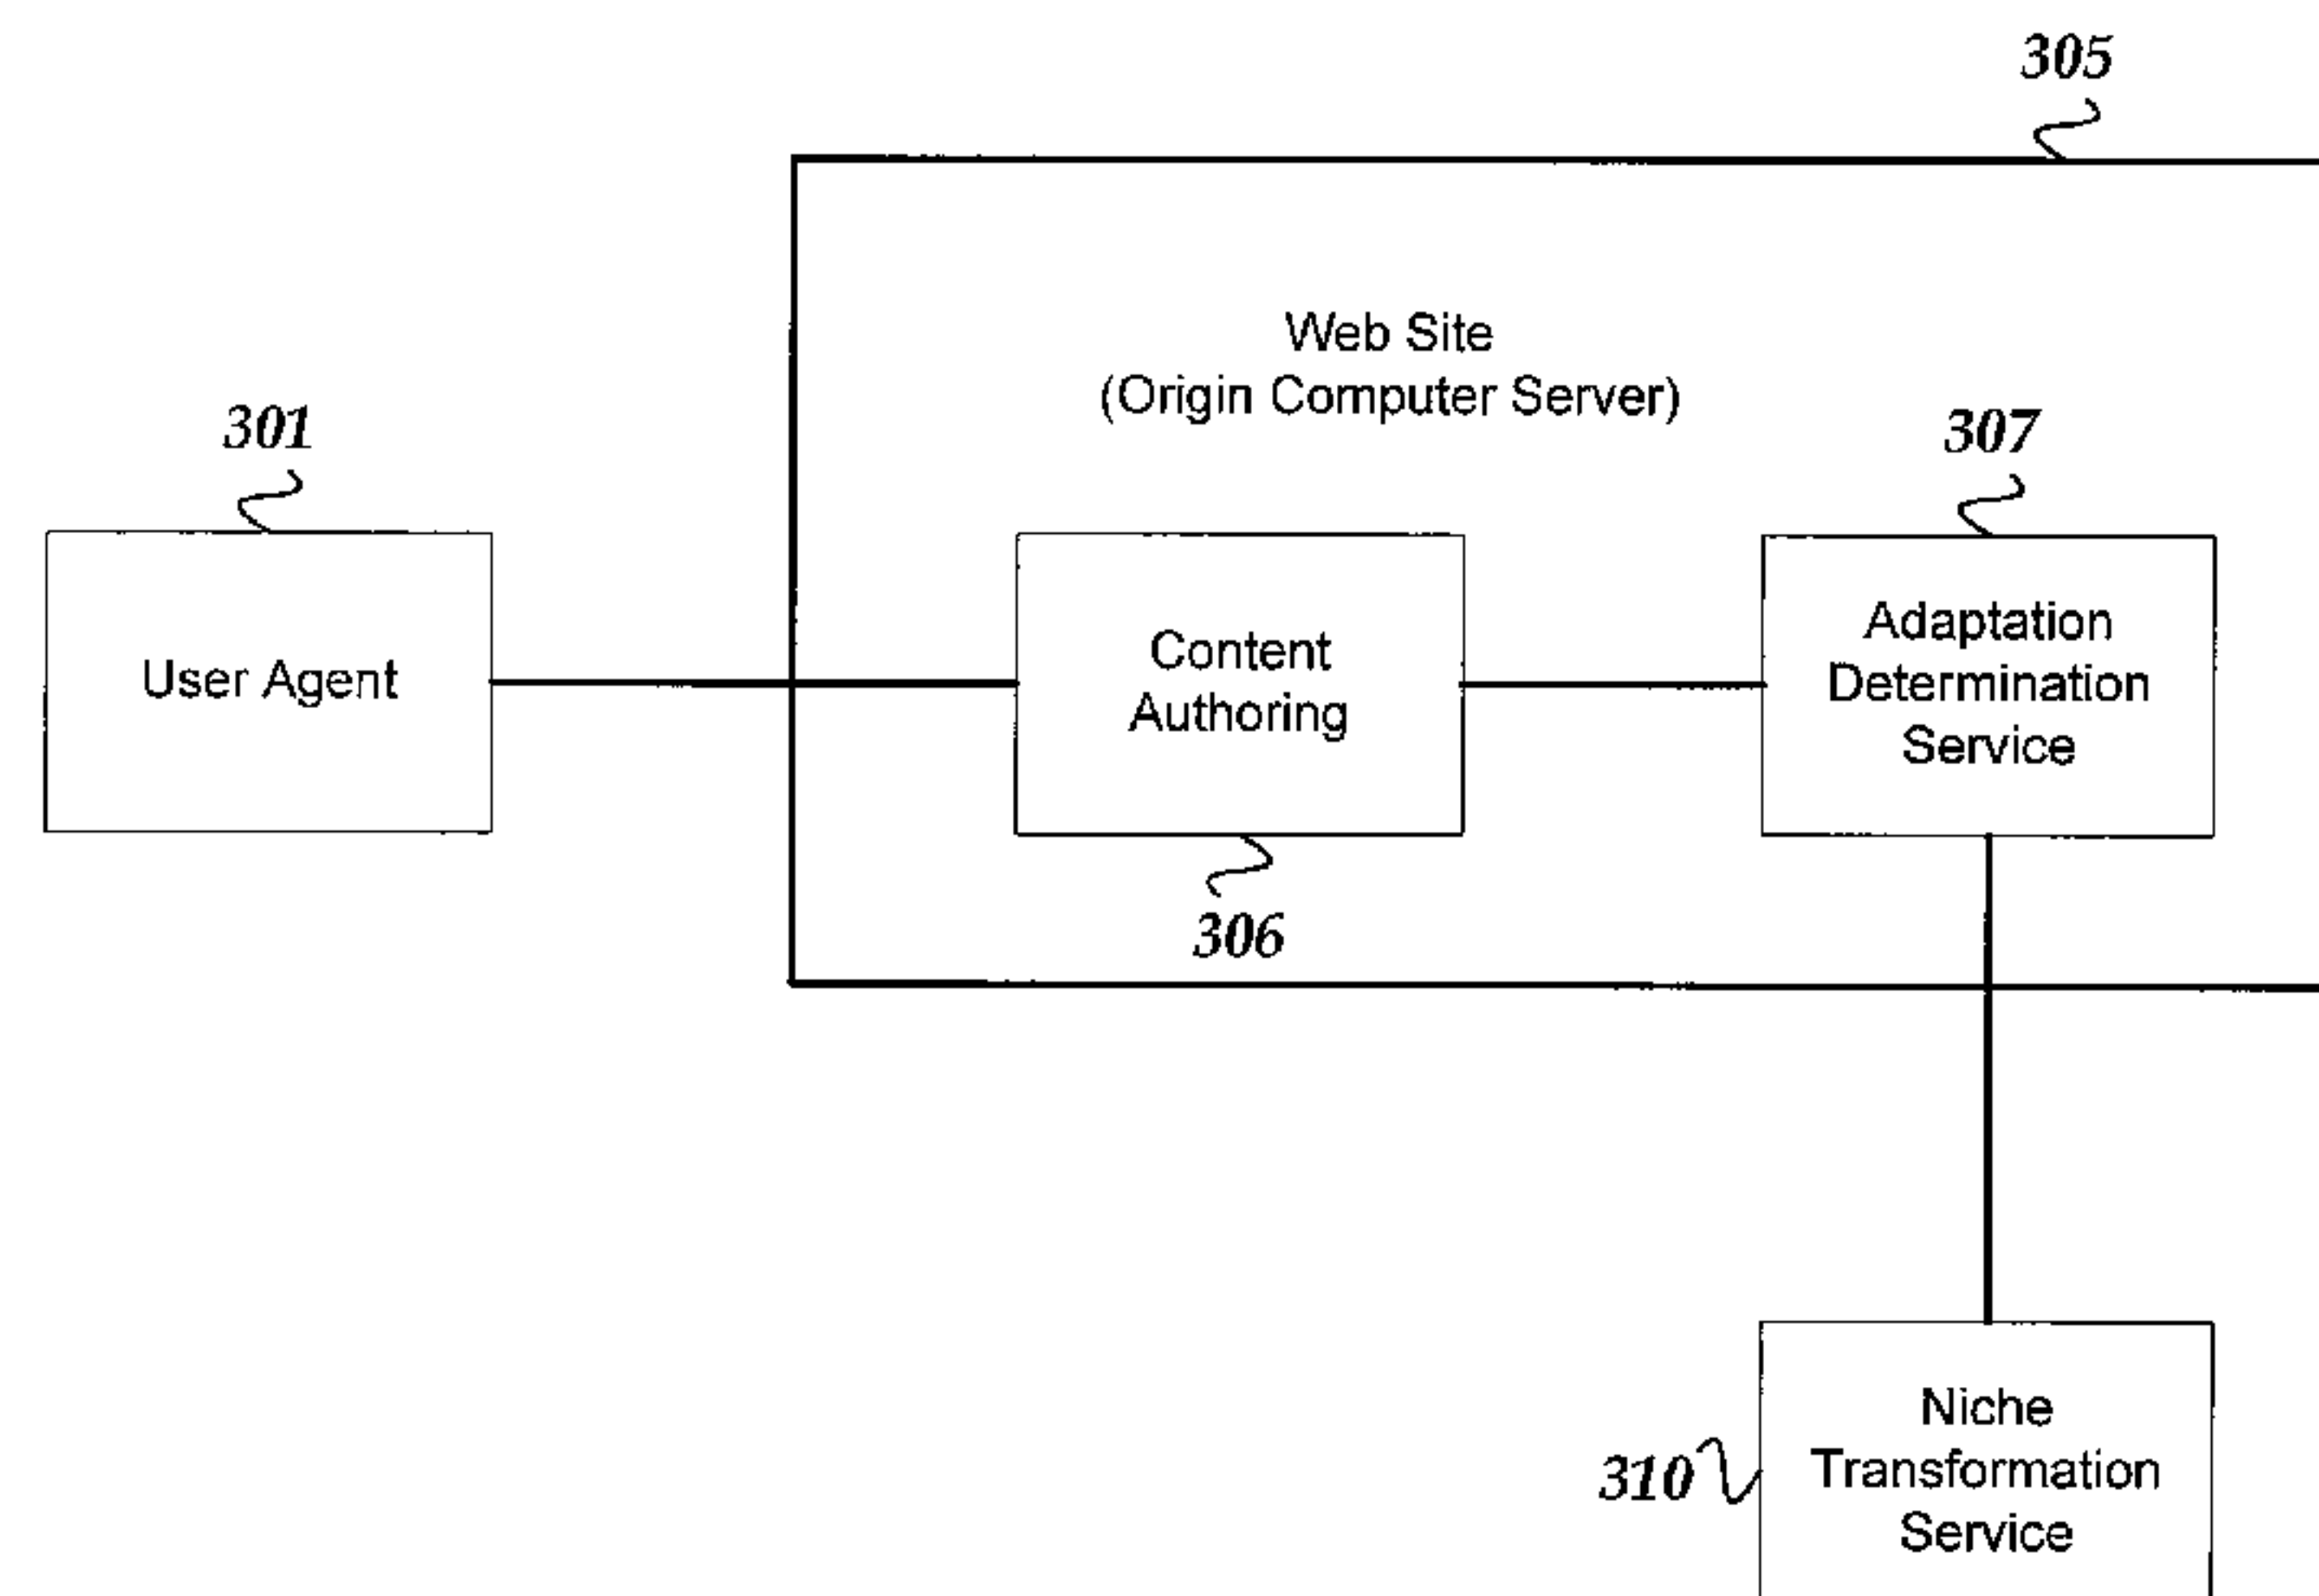 305
Web Site
(Origin Computer Server)
301
307
User Agent
Content
Authoring
Adaptation
Determination
Service
306
310
Niche
Transformation
Service